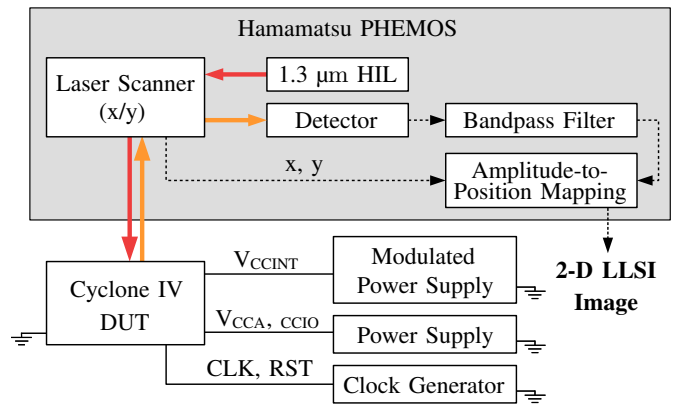 Hamamatsu PHEMOS
Laser Scanner
(x/y)
1.3 µm HIL
Detector
Bandpass Filter
x, y
Amplitude-to-
Position Mapping
Cyclone IV
DUT
VCCINT
Modulated
Power Supply
2-D LLSI
Image
VCCA, CCIO
Power Supply
CLK, RST
Clock Generator